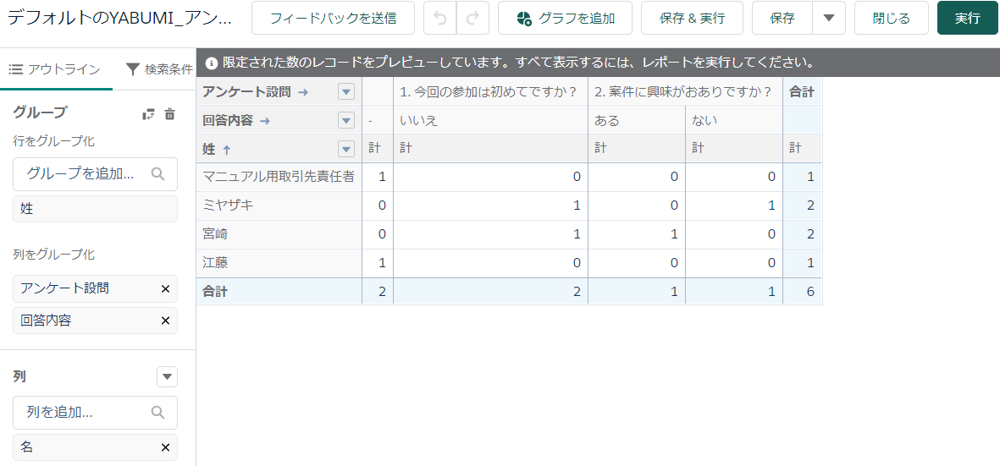 デフォルトのYABUMI_アン...
フィードバックを送信
グラフを追加
保存 & 実行
保存
閉じる
実行
アウトライン
検索条件
グループ
行をグループ化
グループを追加...
姓
列をグループ化
アンケート設問
回答内容
列
列を追加...
名
限定された数のレコードをプレビューしています。すべて表示するには、レポートを実行してください。
アンケート設問 → 1. 今回の参加は初めてですか？ 2. 案件に興味がおありですか？ 合計
回答内容 → - いいえ ある ない
姓 ↑ 計 計 計 計 計
マニュアル用取引先責任者 1 0 0 0 1
ミヤザキ 0 1 0 1 2
宮崎 0 1 1 0 2
江藤 1 0 0 0 1
合計 2 2 1 1 6